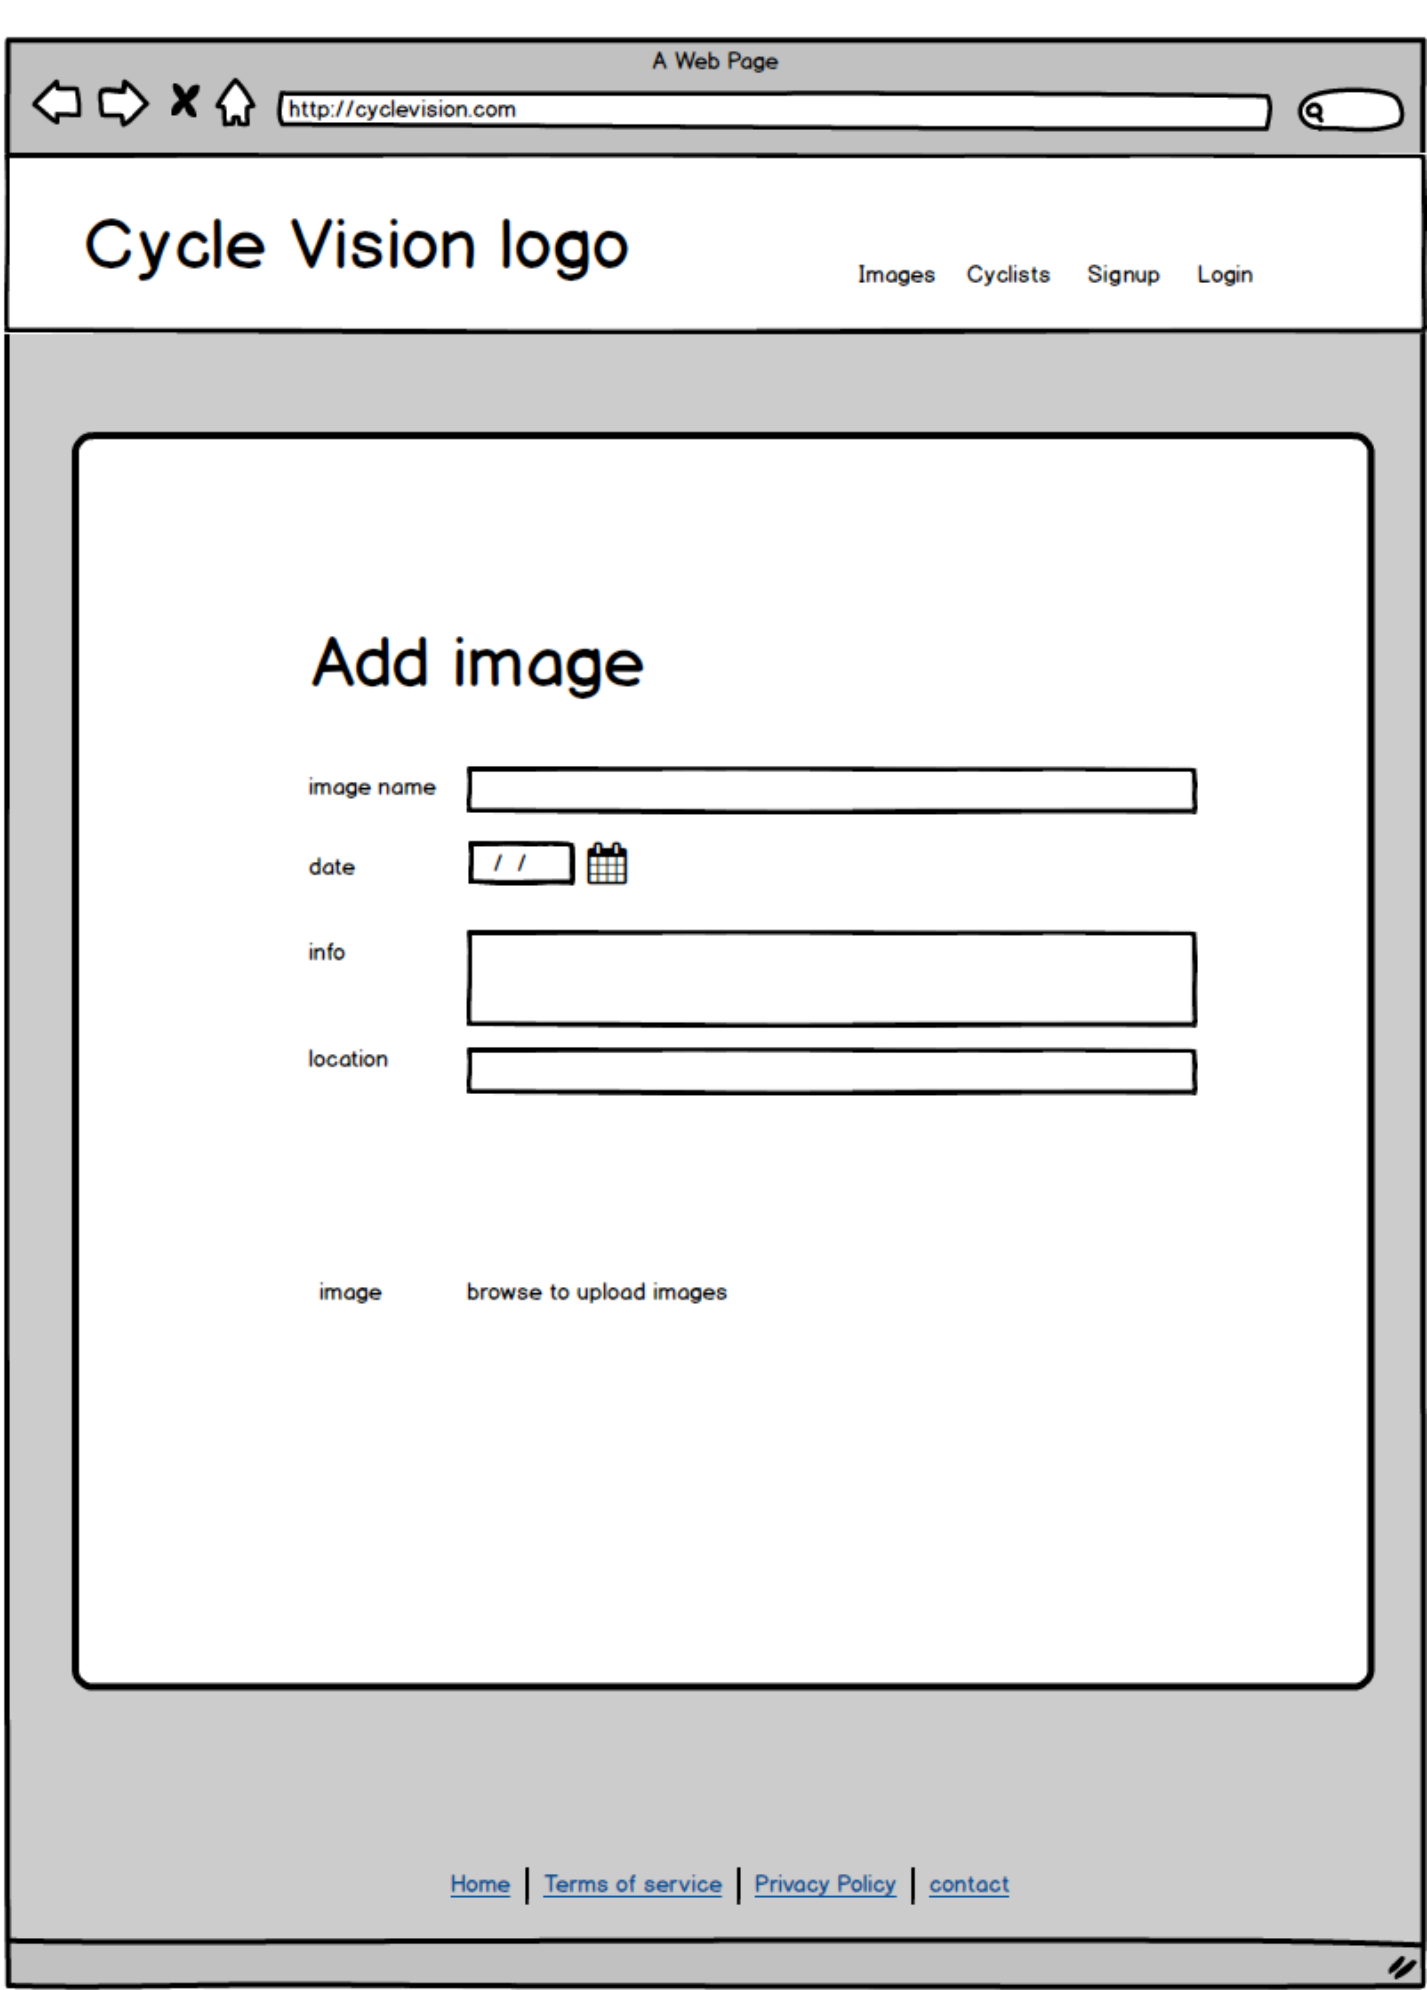 A Web Page
http://cyclevision.com
Cycle Vision logo
Images Cyclists Signup Login
Add image
image name
date / /
info
location
image browse to upload images
Home | Terms of service | Privacy Policy | contact